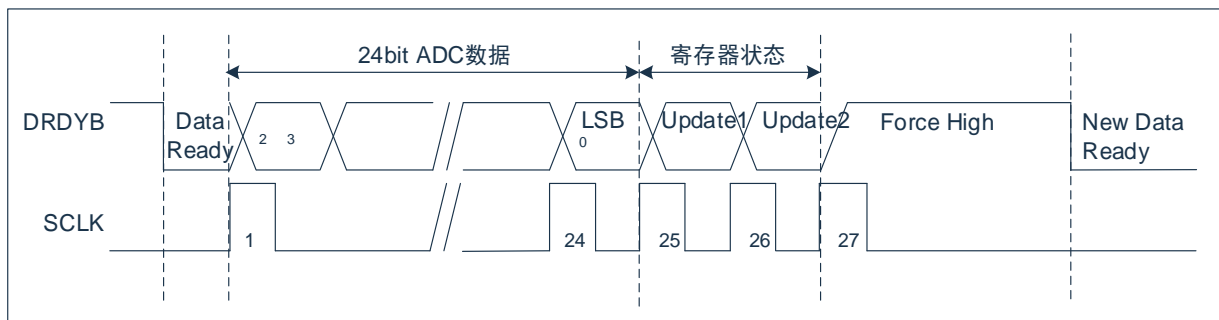 24bit ADC数据 寄存器状态
DRDYB Data Ready 2 3 LSB 0 Update1 Update2 Force High New Data Ready
SCLK 1 24 25 26 27